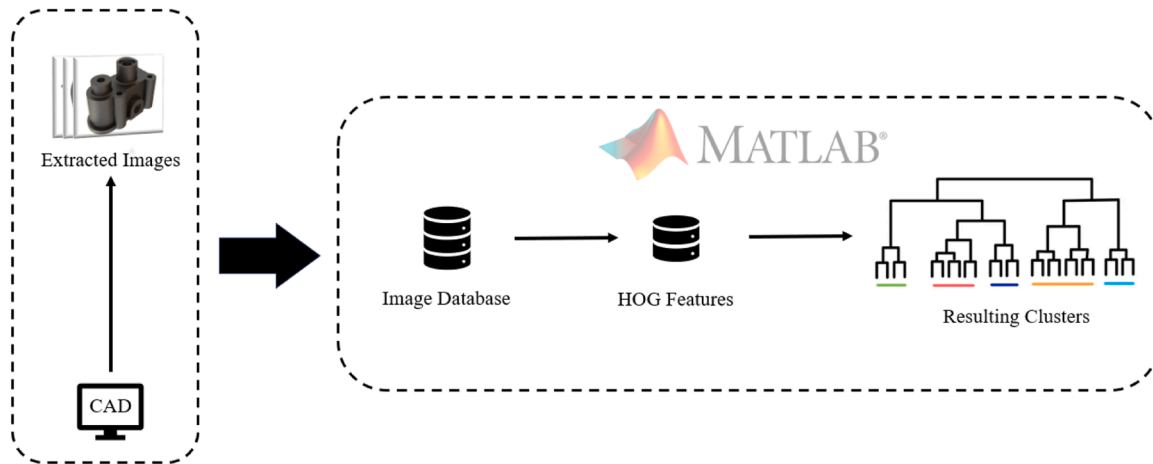 Extracted Images
CAD
MATLAB®
Image Database
HOG Features
Resulting Clusters